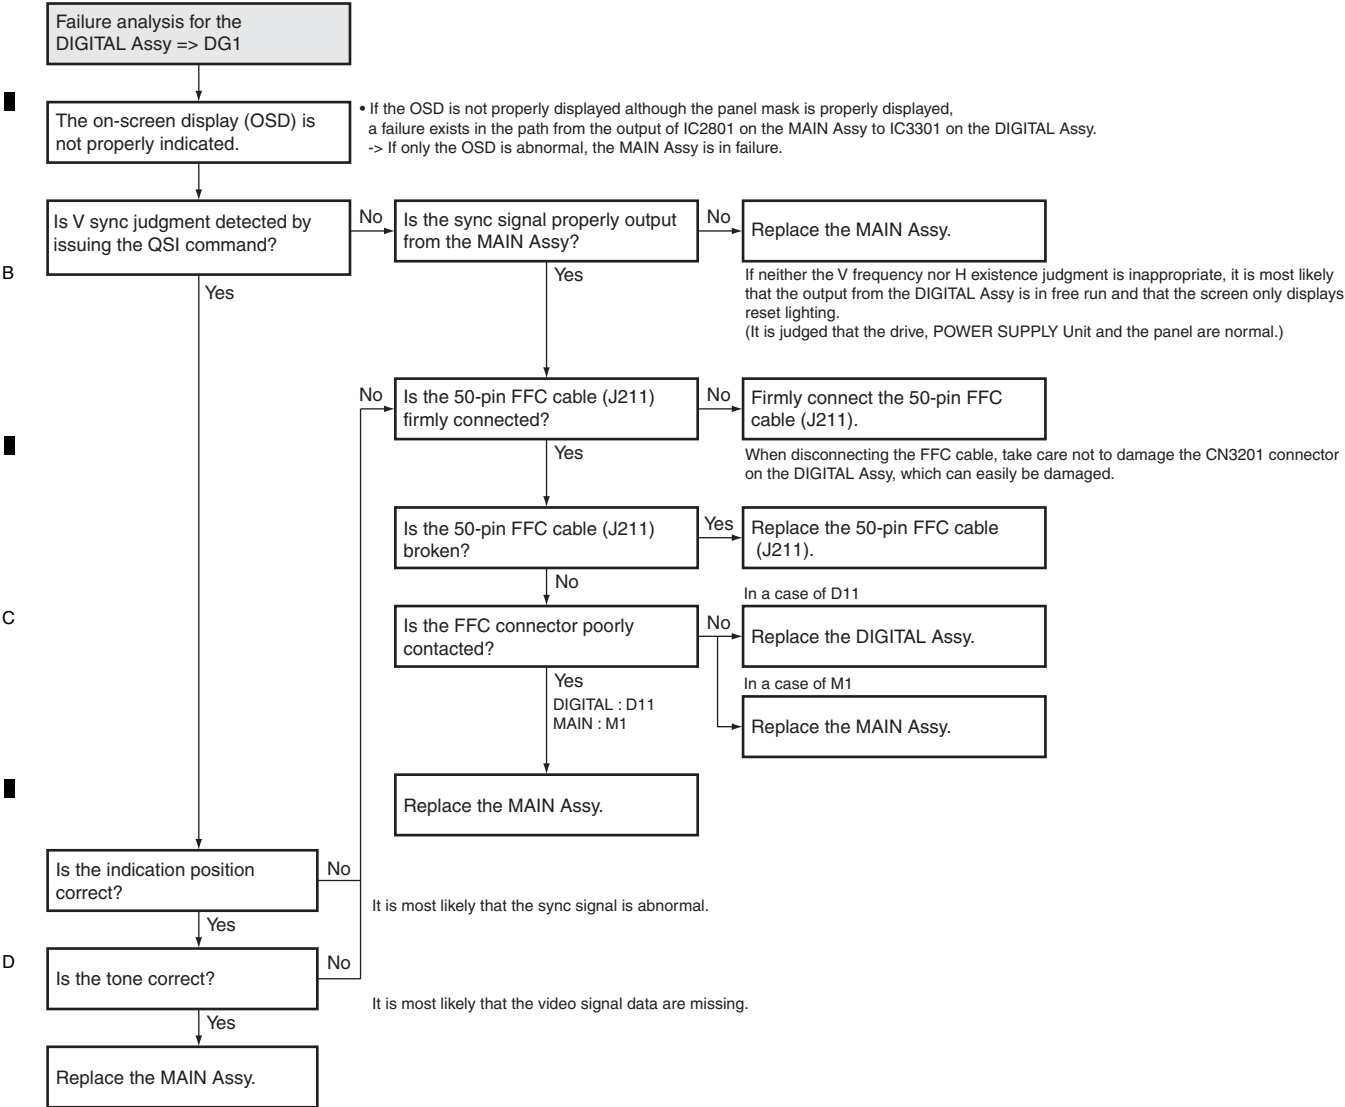 Failure analysis for the
DIGITAL Assy => DG1
The on-screen display (OSD) is
not properly indicated.
• If the OSD is not properly displayed although the panel mask is properly displayed,
a failure exists in the path from the output of IC2801 on the MAIN Assy to IC3301 on the DIGITAL Assy.
-> If only the OSD is abnormal, the MAIN Assy is in failure.
Is V sync judgment detected by
issuing the QSI command?
No
Is the sync signal properly output
from the MAIN Assy?
No
Replace the MAIN Assy.
B
Yes
Yes
If neither the V frequency nor H existence judgment is inappropriate, it is most likely
that the output from the DIGITAL Assy is in free run and that the screen only displays
reset lighting.
(It is judged that the drive, POWER SUPPLY Unit and the panel are normal.)
No
Is the 50-pin FFC cable (J211)
firmly connected?
No
Firmly connect the 50-pin FFC
cable (J211).
Yes
When disconnecting the FFC cable, take care not to damage the CN3201 connector
on the DIGITAL Assy, which can easily be damaged.
Is the 50-pin FFC cable (J211)
broken?
Yes
Replace the 50-pin FFC cable
(J211).
No
In a case of D11
C
Is the FFC connector poorly
contacted?
No
Replace the DIGITAL Assy.
Yes
DIGITAL : D11
MAIN : M1
In a case of M1
Replace the MAIN Assy.
Replace the MAIN Assy.
Is the indication position
correct?
No
It is most likely that the sync signal is abnormal.
Yes
D
Is the tone correct?
No
It is most likely that the video signal data are missing.
Yes
Replace the MAIN Assy.